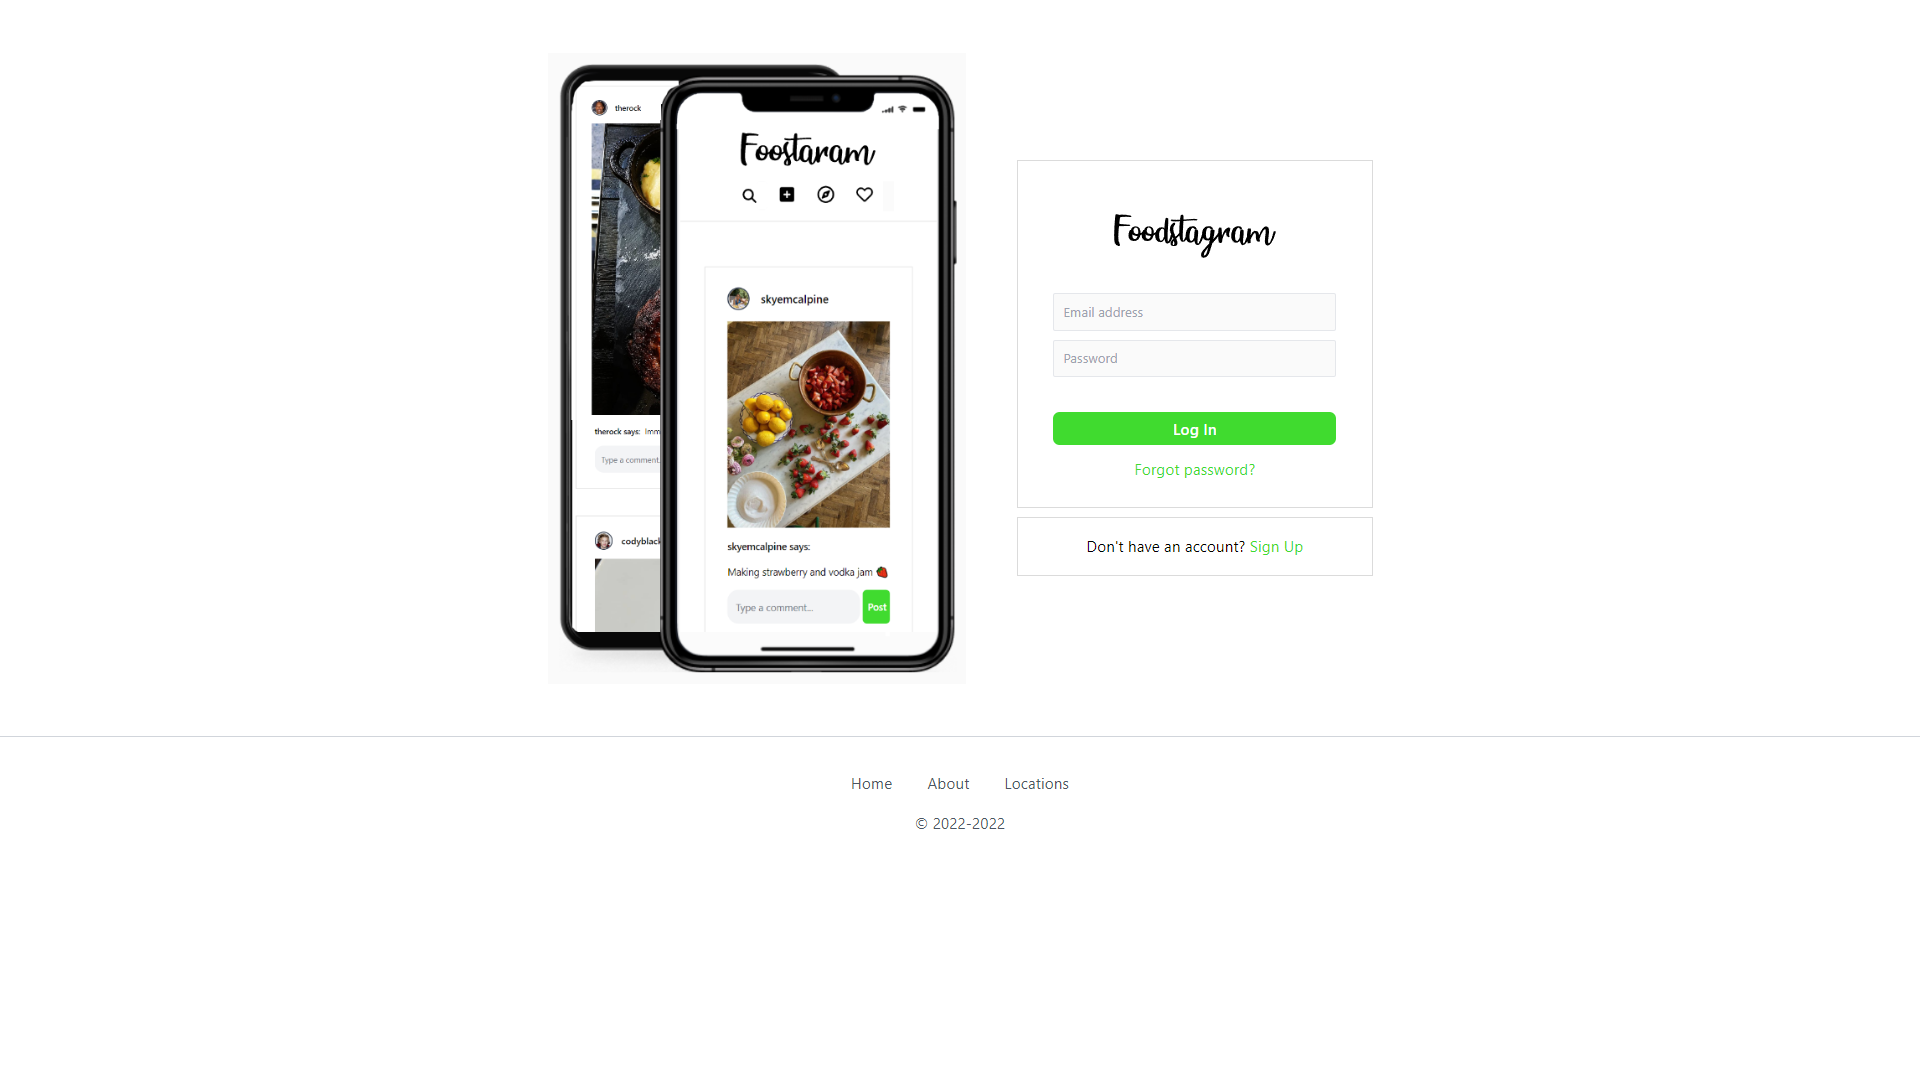 therock
therock says: Imm
Type a comment.
codyblack
Foostaram
skyemcalpine
skyemcalpine says:
Making strawberry and vodka jam 🍓
Type a comment...
Post
Foodstagram
Email address
Password
Log In
Forgot password?
Don't have an account? Sign Up
Home About Locations
© 2022-2022